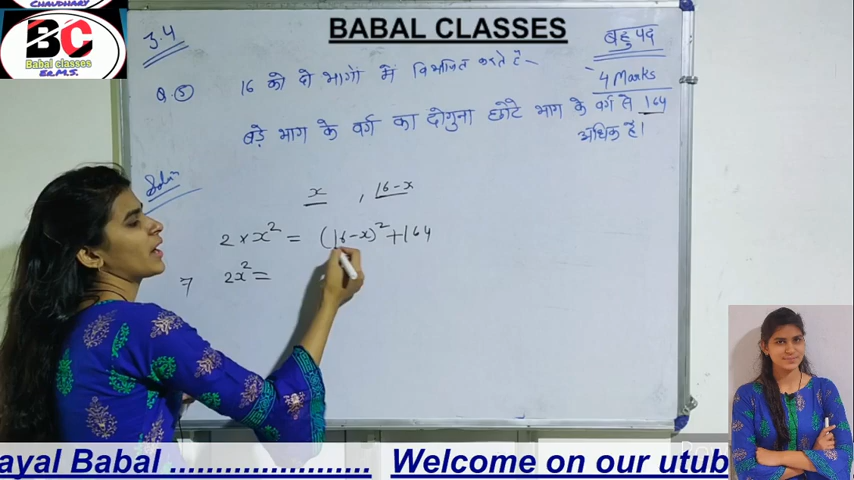 CHAUDHARY
BC
Babal classes
Er.M.S.
BABAL CLASSES
3.4
बहुपद
4 Marks
Q.5 16 को दो भागों में विभाजित करते हैं-
बड़े भाग के वर्ग का दोगुना छोटे भाग के वर्ग से 164
अधिक है।
Soln
x , 16-x
2 × x² = (16-x)² + 164
⇒ 2x² =
ayal Babal ...................... Welcome on our utub